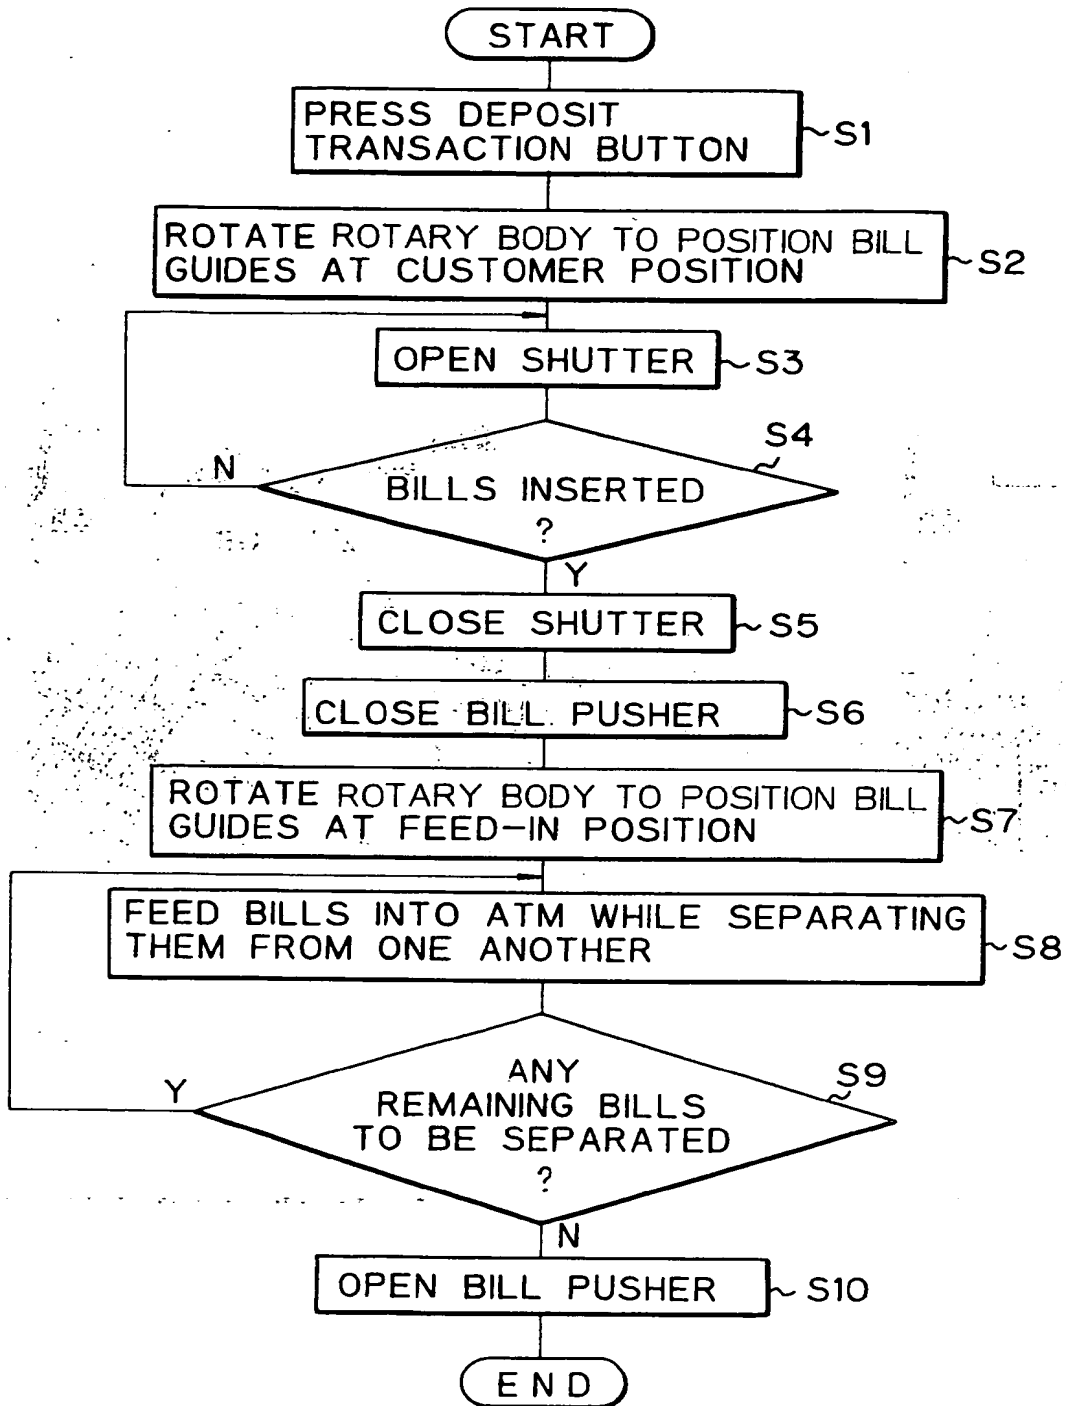 START
PRESS DEPOSIT
TRANSACTION BUTTON
S1
ROTATE ROTARY BODY TO POSITION BILL
GUIDES AT CUSTOMER POSITION
S2
OPEN SHUTTER
S3
S4
N
BILLS INSERTED
?
Y
CLOSE SHUTTER
S5
CLOSE BILL PUSHER
S6
ROTATE ROTARY BODY TO POSITION BILL
GUIDES AT FEED-IN POSITION
S7
FEED BILLS INTO ATM WHILE SEPARATING
THEM FROM ONE ANOTHER
S8
S9
Y
ANY
REMAINING BILLS
TO BE SEPARATED
?
N
OPEN BILL PUSHER
S10
END